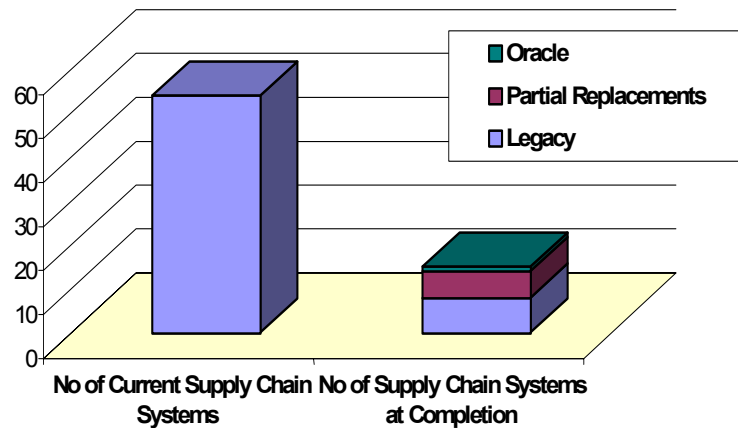 Oracle
Partial Replacements
Legacy
60
50
40
30
20
10
0
No of Current Supply Chain
Systems
No of Supply Chain Systems
at Completion